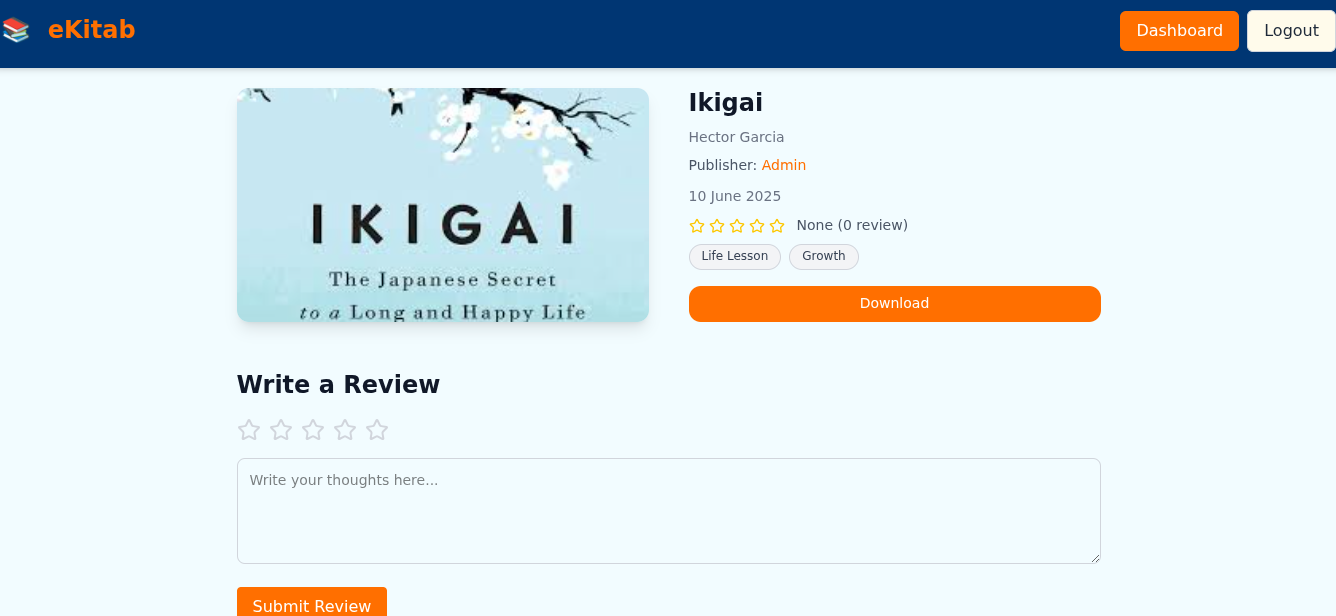 eKitab
Dashboard
Logout
IKIGAI
The Japanese Secret
to a Long and Happy Life
Ikigai
Hector Garcia
Publisher: Admin
10 June 2025
None (0 review)
Life Lesson
Growth
Download
Write a Review
Write your thoughts here...
Submit Review